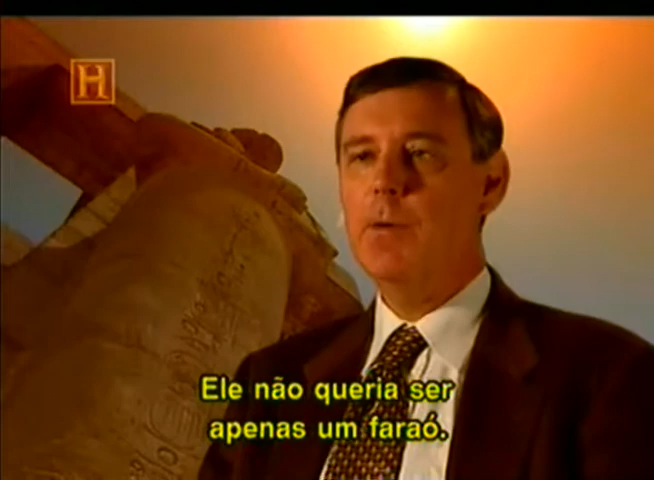 H
Ele não queria ser
apenas um faraó.